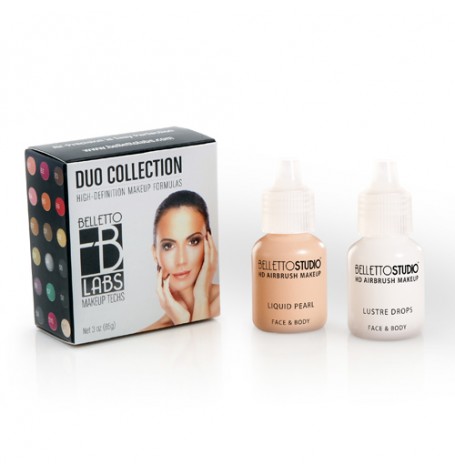 DUO COLLECTION
HIGH-DEFINITION MAKEUP FORMULAS
BELLETTO
B
LABS
MAKEUP TECHS
BELLETTOSTUDIO
HD AIRBRUSH MAKEUP
LIQUID PEARL
FACE & BODY
BELLETTOSTUDIO
HD AIRBRUSH MAKEUP
LUSTRE DROPS
FACE & BODY